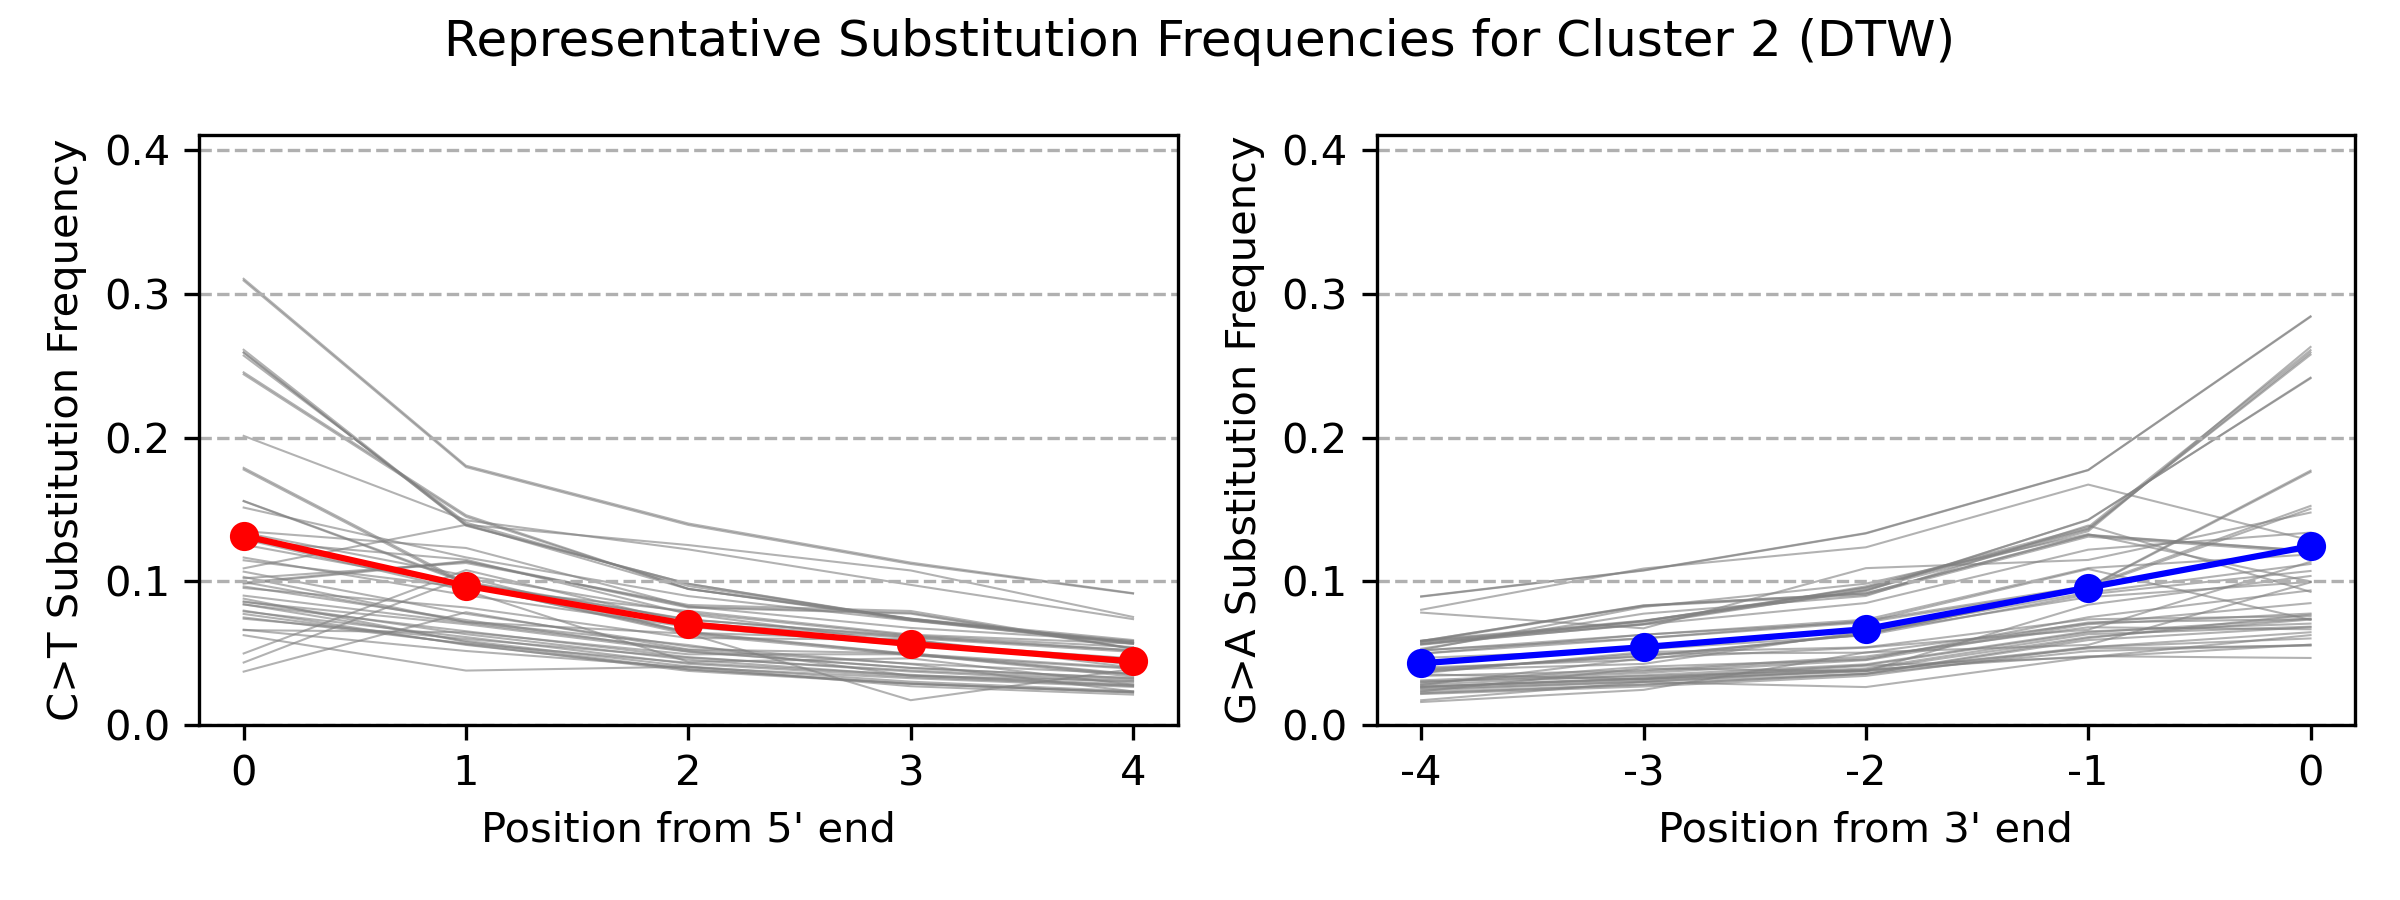 Representative Substitution Frequencies for Cluster 2 (DTW)
C>T Substitution Frequency
0.4
0.3
0.2
0.1
0.0
0 1 2 3 4
Position from 5' end
G>A Substitution Frequency
0.4
0.3
0.2
0.1
0.0
-4 -3 -2 -1 0
Position from 3' end